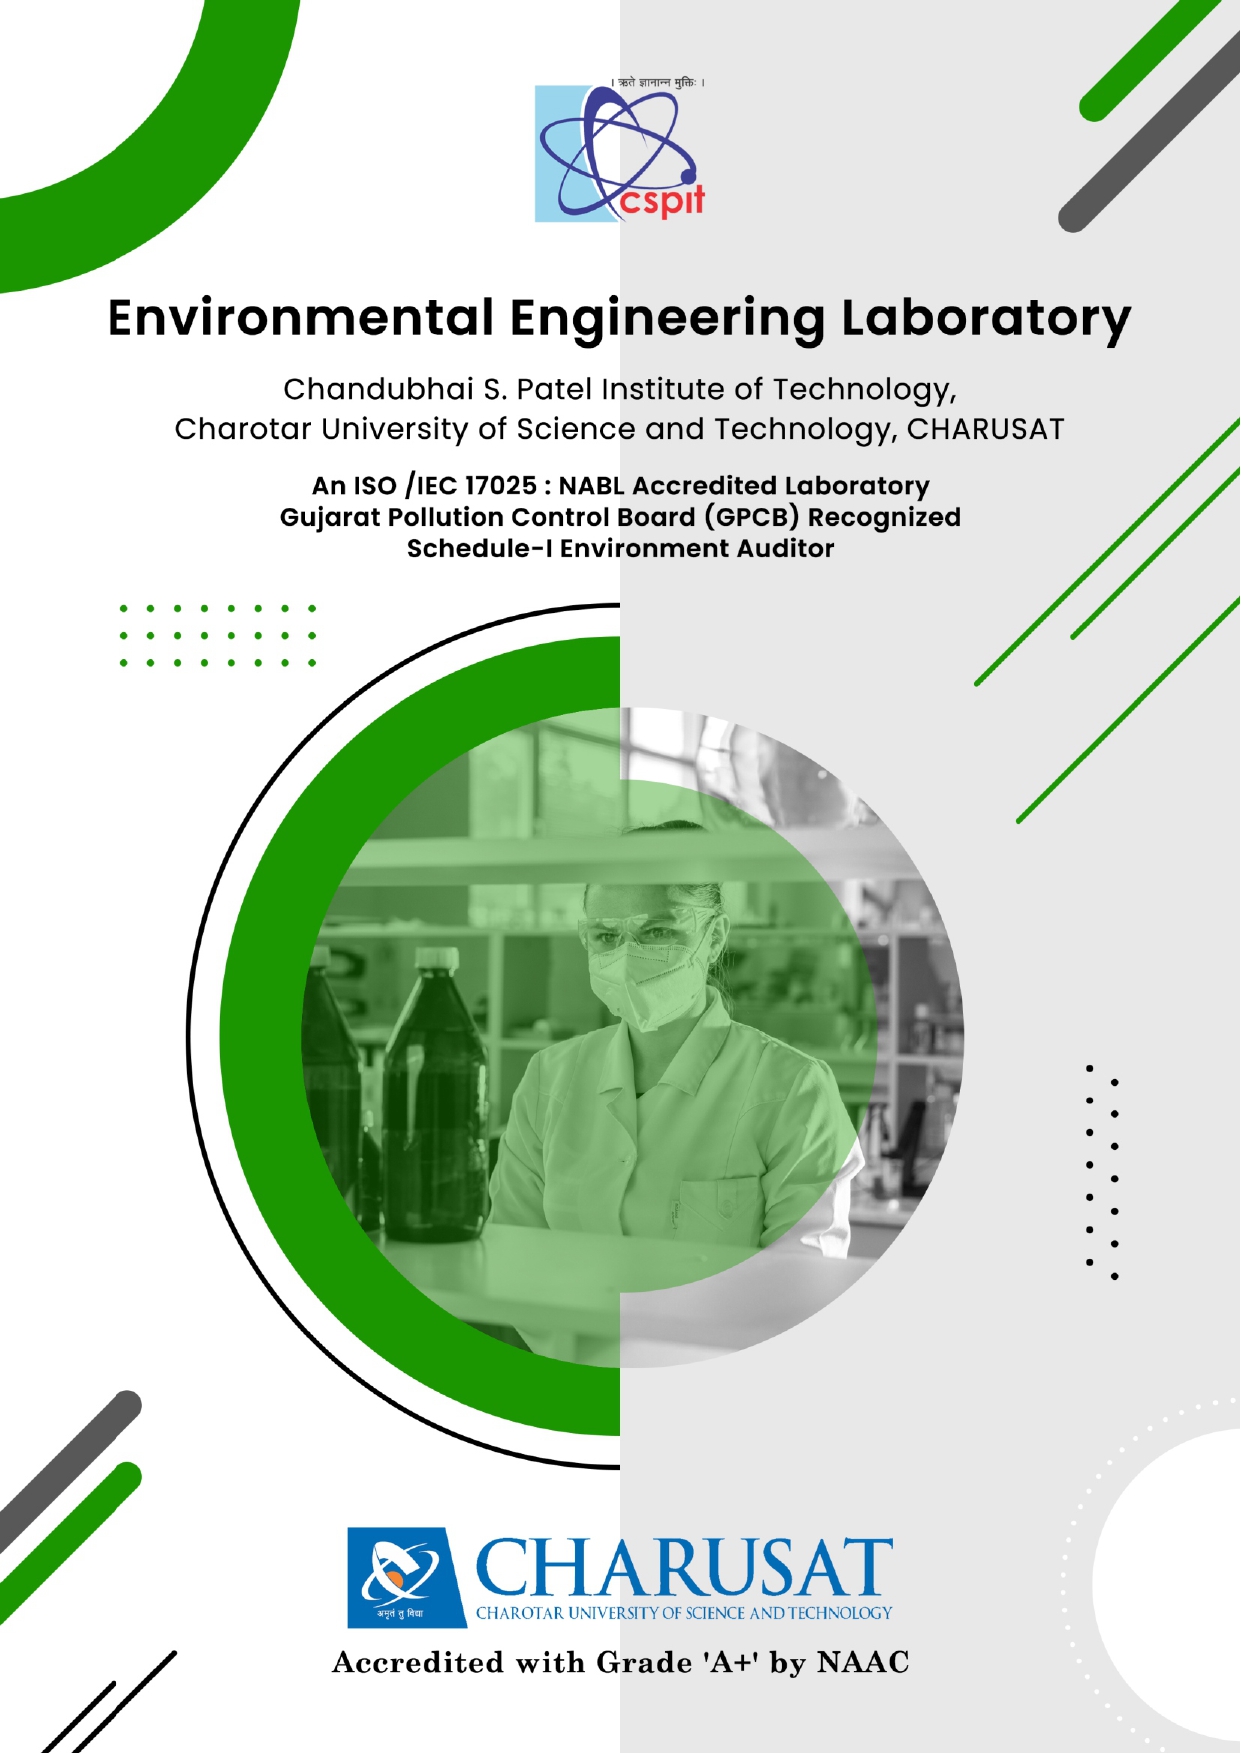 । ऋते ज्ञानान्न मुक्तिः ।
cspit
Environmental Engineering Laboratory
Chandubhai S. Patel Institute of Technology,
Charotar University of Science and Technology, CHARUSAT
An ISO /IEC 17025 : NABL Accredited Laboratory
Gujarat Pollution Control Board (GPCB) Recognized
Schedule-I Environment Auditor
CHARUSAT
अमृतं तु विद्या
CHAROTAR UNIVERSITY OF SCIENCE AND TECHNOLOGY
Accredited with Grade 'A+' by NAAC